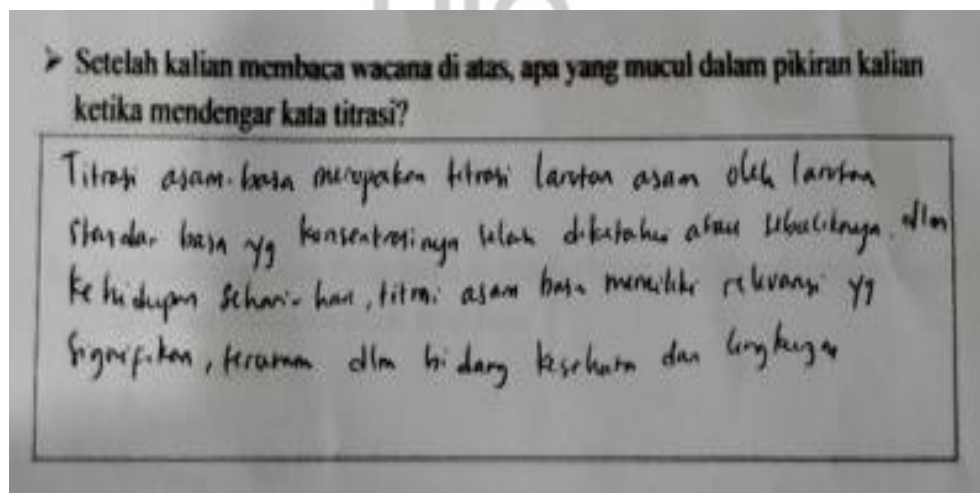 Setelah kalian membaca wacana di atas, apa yang mucul dalam pikiran kalian
ketika mendengar kata titrasi?
Titrasi asam-basa merupakan titrasi larutan asam oleh larutan
standar basa yg konsentrasinya telah diketahui atau sebaliknya. dlm
kehidupan sehari-hari, titrasi asam basa memiliki relevansi yg
signifikan, terutama dlm bidang kesehatan dan lingkungan